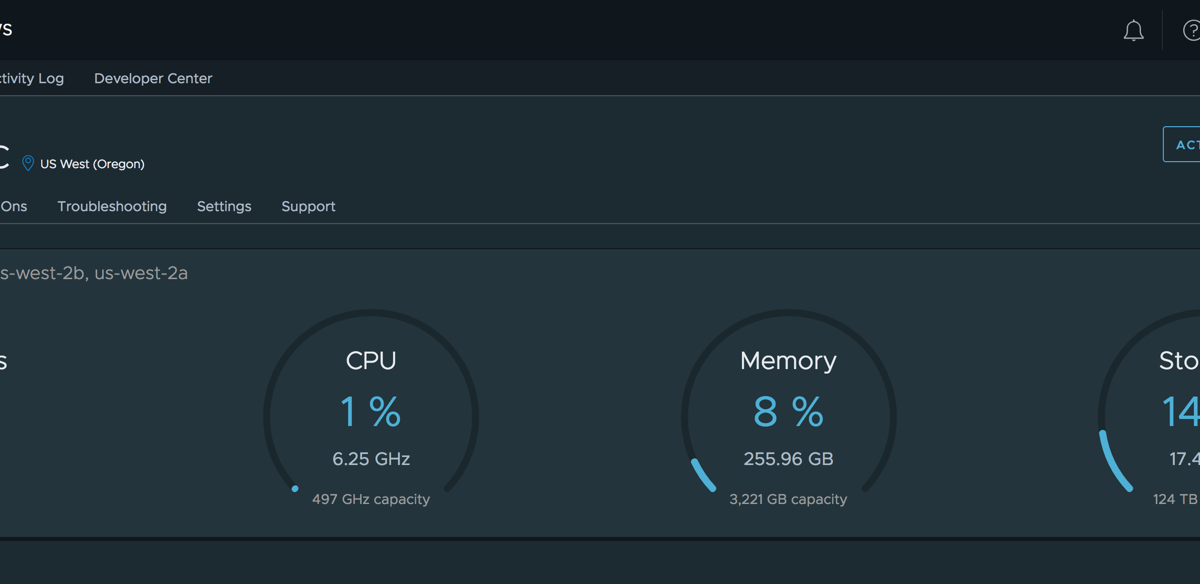 ws
ctivity Log Developer Center
C US West (Oregon)
ACT
Ons Troubleshooting Settings Support
s-west-2b, us-west-2a
s
CPU Memory Sto
1 % 8 % 14
6.25 GHz 255.96 GB 17.4
497 GHz capacity 3,221 GB capacity 124 TB